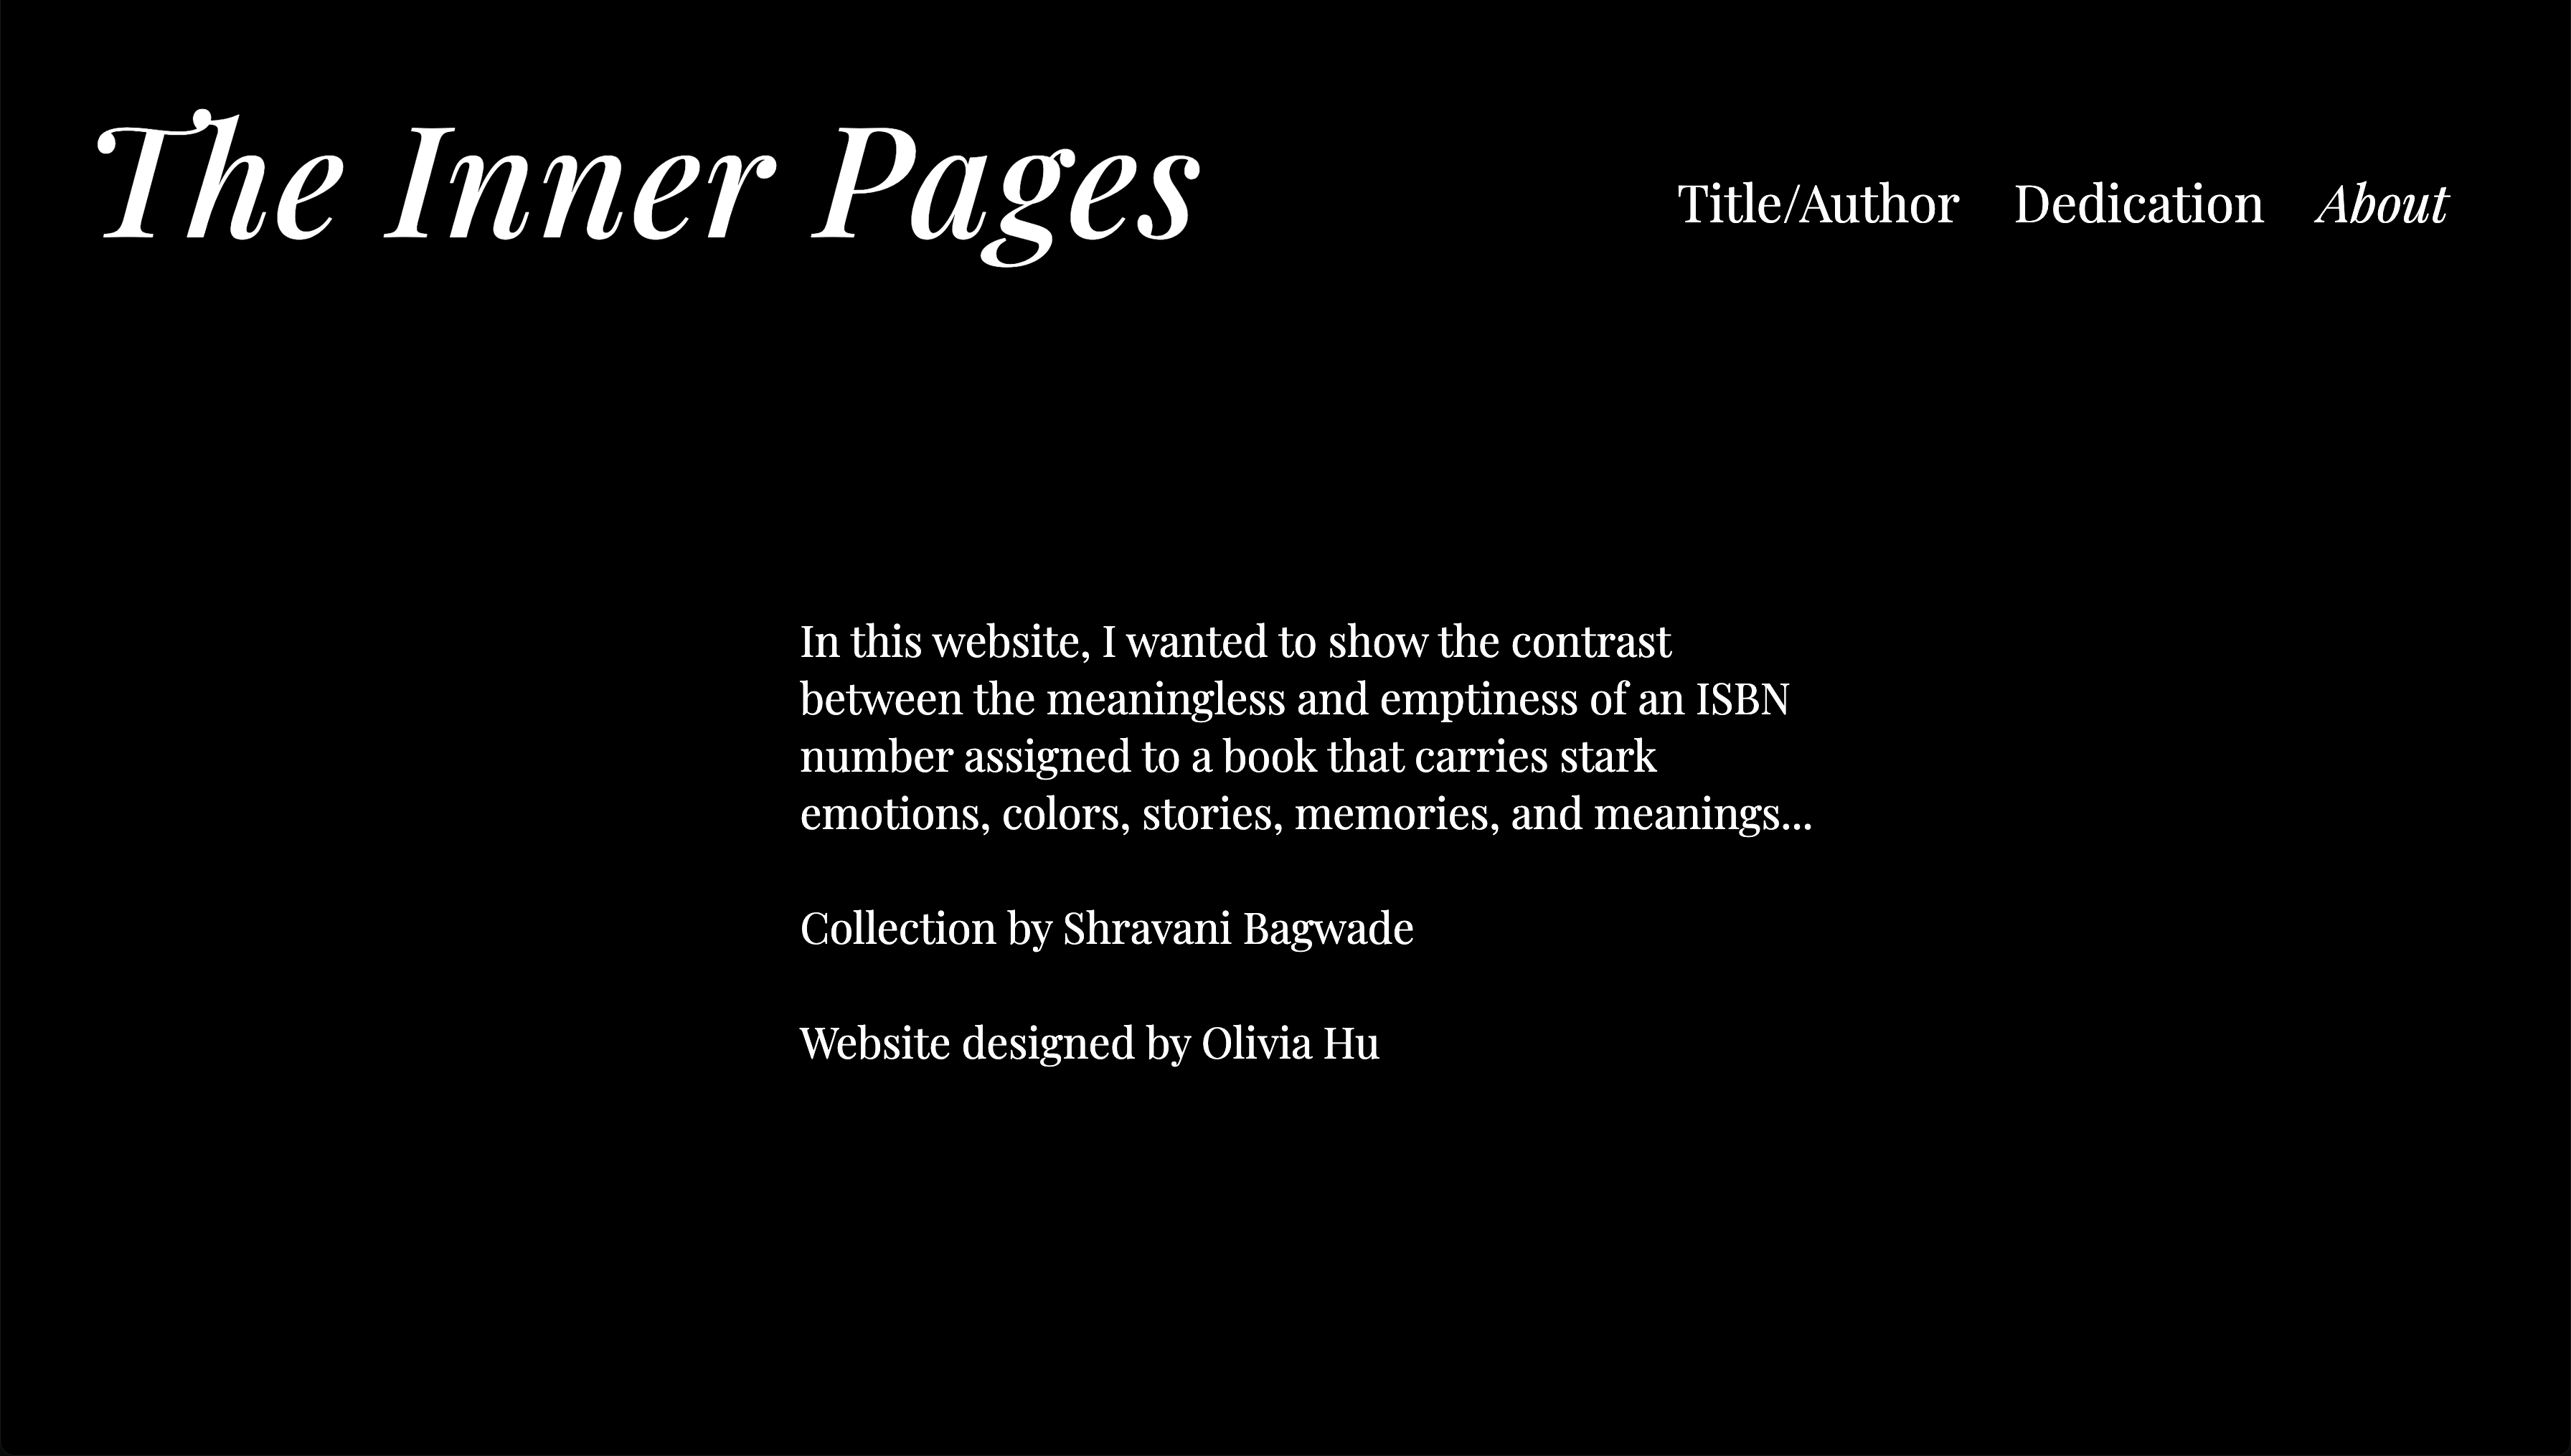 The Inner Pages
Title/Author Dedication About
In this website, I wanted to show the contrast
between the meaningless and emptiness of an ISBN
number assigned to a book that carries stark
emotions, colors, stories, memories, and meanings...
Collection by Shravani Bagwade
Website designed by Olivia Hu